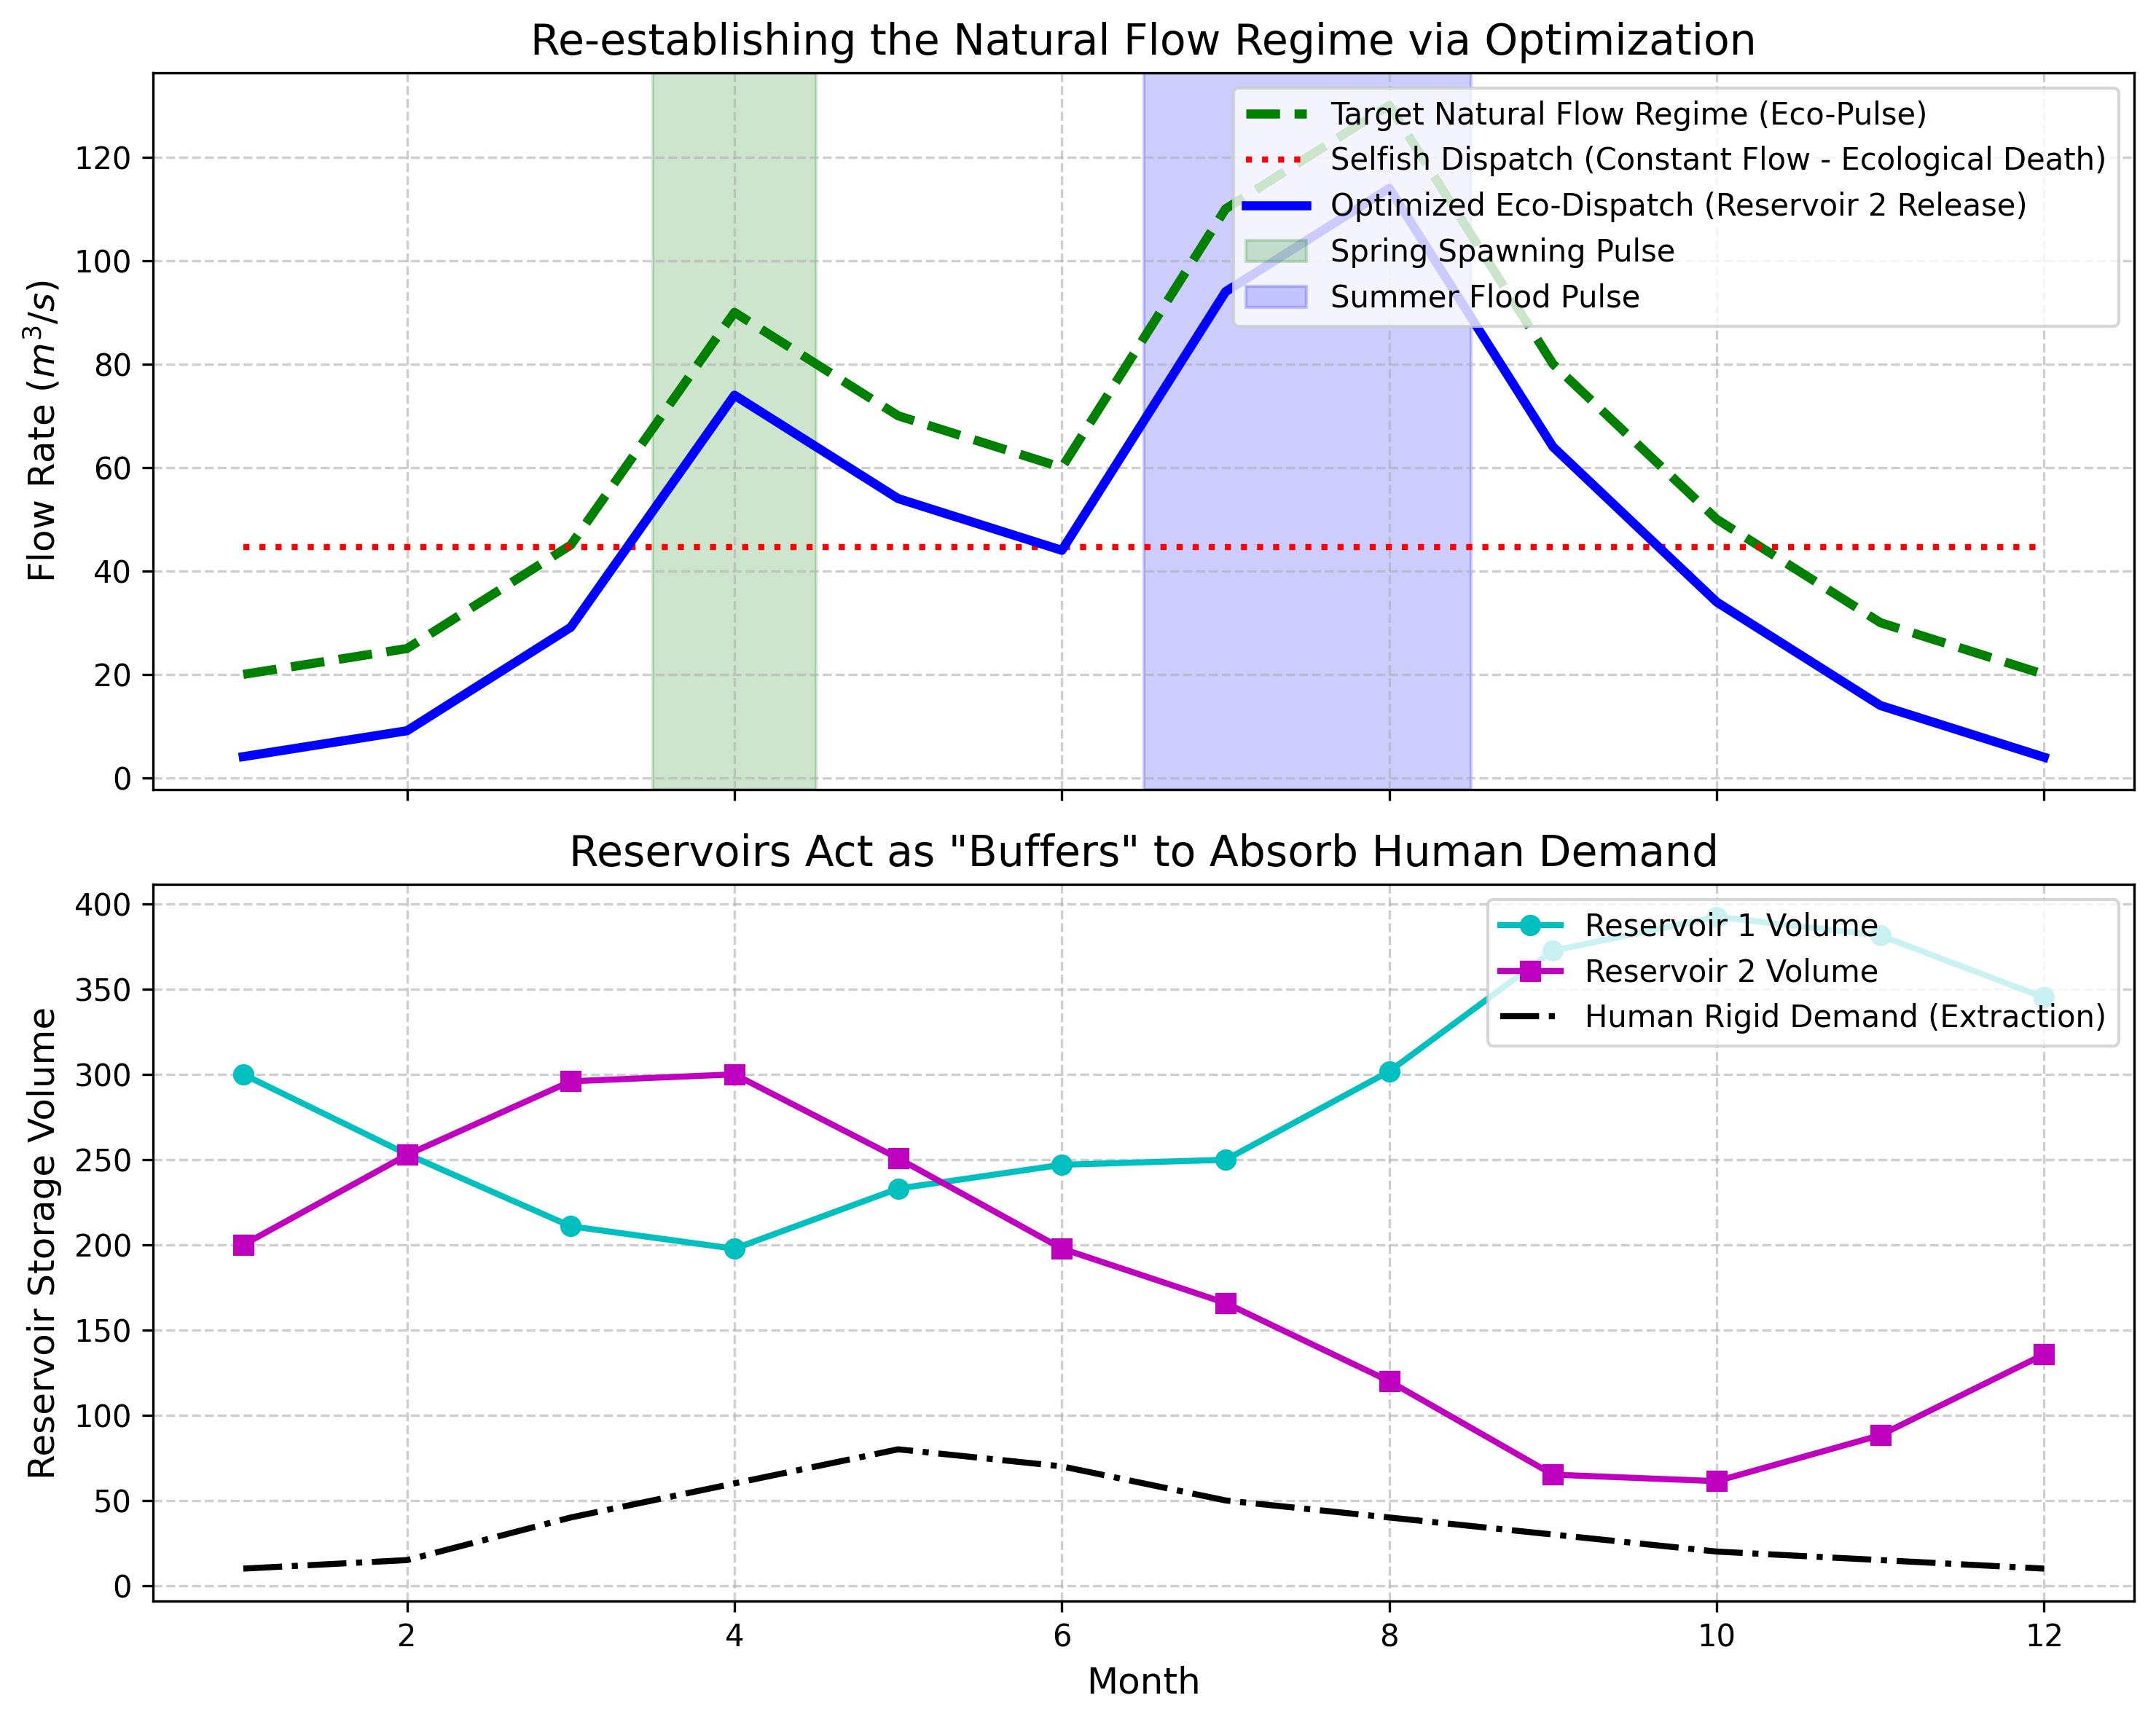 Re-establishing the Natural Flow Regime via Optimization
Flow Rate (m³/s)
120
100
80
60
40
20
0
Target Natural Flow Regime (Eco-Pulse)
Selfish Dispatch (Constant Flow - Ecological Death)
Optimized Eco-Dispatch (Reservoir 2 Release)
Spring Spawning Pulse
Summer Flood Pulse
Reservoirs Act as "Buffers" to Absorb Human Demand
Reservoir Storage Volume
400
350
300
250
200
150
100
50
0
Reservoir 1 Volume
Reservoir 2 Volume
Human Rigid Demand (Extraction)
2 4 6 8 10 12
Month